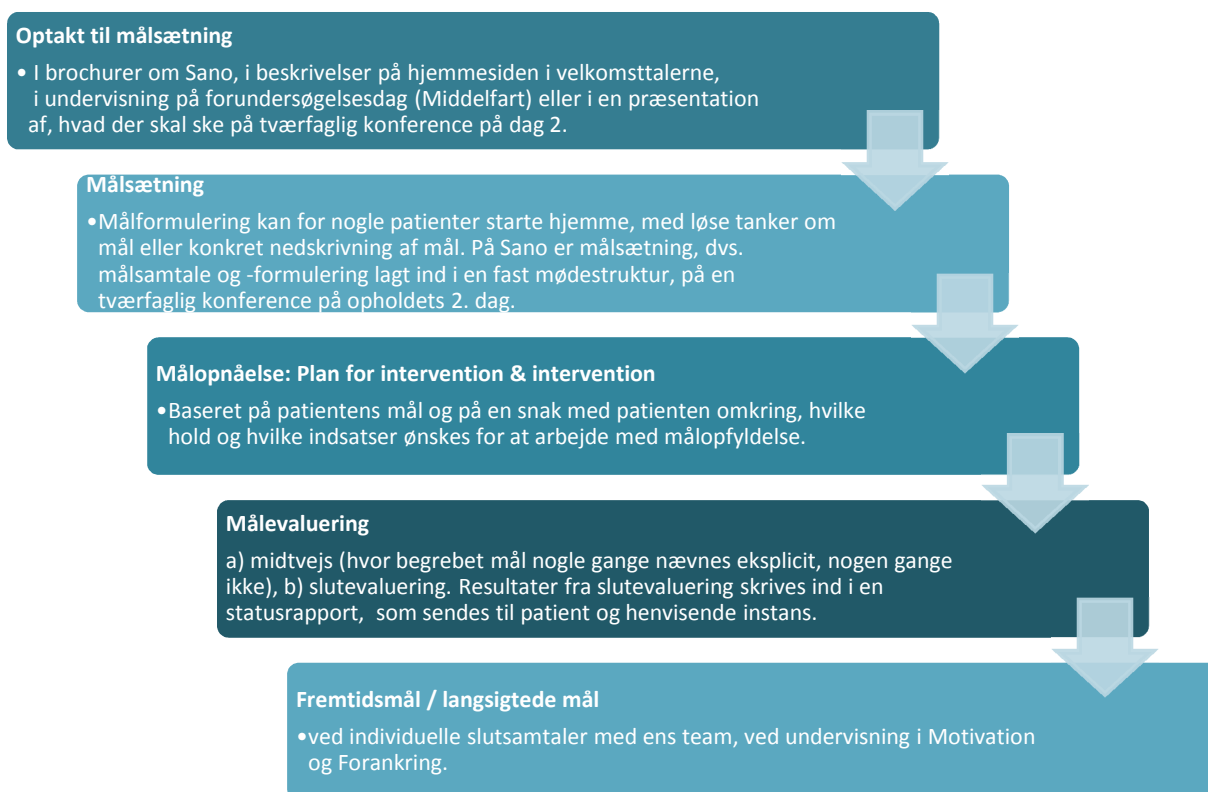 Optakt til målsætning
• I brochurer om Sano, i beskrivelser på hjemmesiden i velkomsttalerne,
i undervisning på forundersøgelsesdag (Middelfart) eller i en præsentation
af, hvad der skal ske på tværfaglig konference på dag 2.
Målsætning
•Målformulering kan for nogle patienter starte hjemme, med løse tanker om
mål eller konkret nedskrivning af mål. På Sano er målsætning, dvs.
målsamtale og -formulering lagt ind i en fast mødestruktur, på en
tværfaglig konference på opholdets 2. dag.
Målopnåelse: Plan for intervention & intervention
•Baseret på patientens mål og på en snak med patienten omkring, hvilke
hold og hvilke indsatser ønskes for at arbejde med målopfyldelse.
Målevaluering
a) midtvejs (hvor begrebet mål nogle gange nævnes eksplicit, nogen gange
ikke), b) slutevaluering. Resultater fra slutevaluering skrives ind i en
statusrapport, som sendes til patient og henvisende instans.
Fremtidsmål / langsigtede mål
•ved individuelle slutsamtaler med ens team, ved undervisning i Motivation
og Forankring.